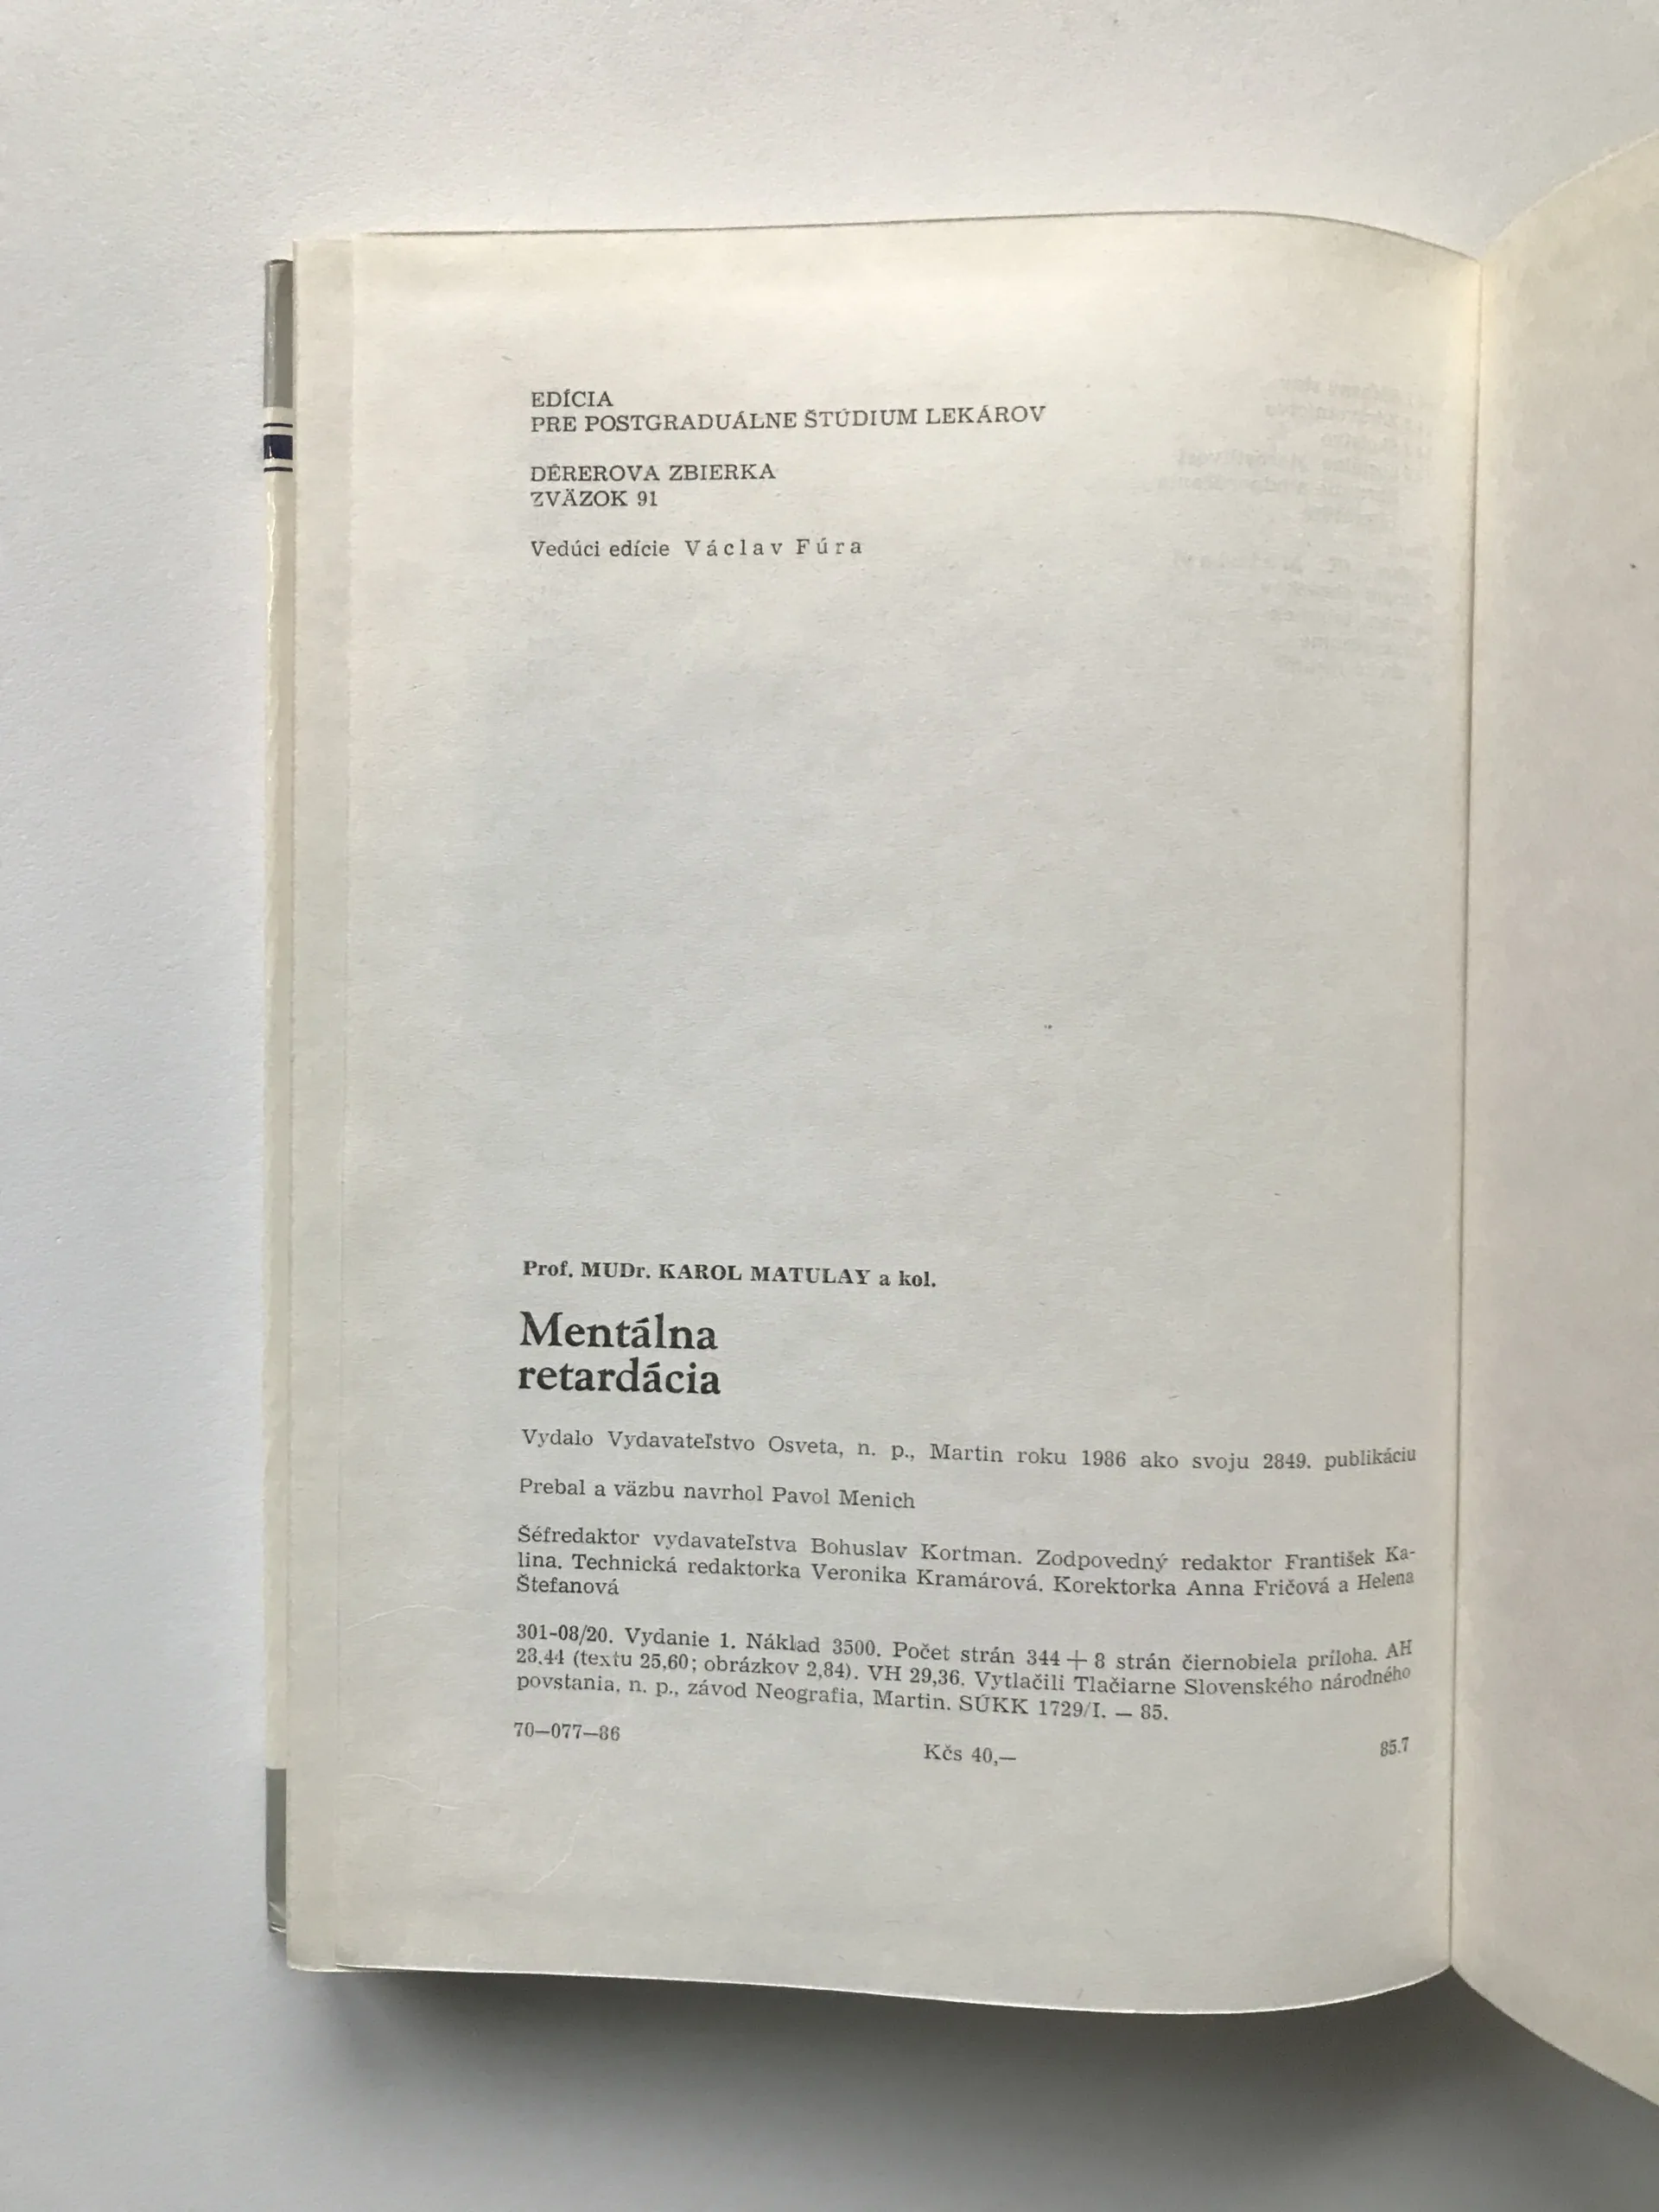 EDÍCIA
PRE POSTGRADUÁLNE ŠTÚDIUM LEKÁROV
DÉREROVA ZBIERKA
ZVÄZOK 91
Vedúci edície Václav Fúra
Prof. MUDr. KAROL MATULAY a kol.
Mentálna
retardácia
Vydalo Vydavateľstvo Osveta, n. p., Martin roku 1986 ako svoju 2849. publikáciu
Prebal a väzbu navrhol Pavol Menich
Šéfredaktor vydavateľstva Bohuslav Kortman. Zodpovedný redaktor František Ka-
lina. Technická redaktorka Veronika Kramárová. Korektorka Anna Fričová a Helena
Štefanová
301-08/20. Vydanie 1. Náklad 3500. Počet strán 344 + 8 strán čiernobiela príloha. AH
28.44 (textu 25,60; obrázkov 2,84). VH 29,36. Vytlačili Tlačiarne Slovenského národného
povstania, n. p., závod Neografia, Martin. SÚKK 1729/I. — 85.
70—077—86
Kčs 40,—
85.7